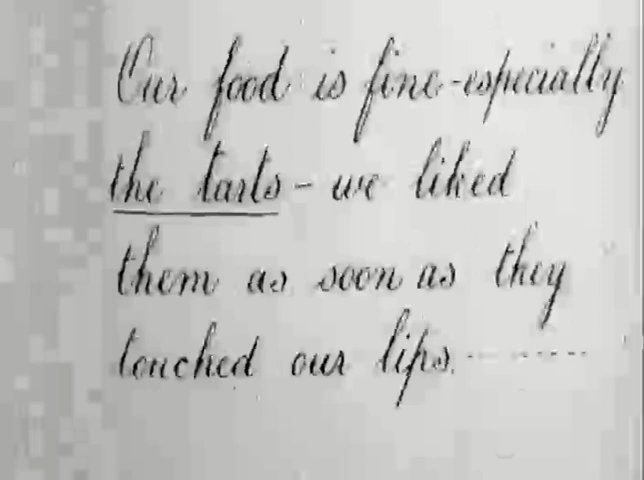 Our food is fine-especially
the tarts - we liked
them as soon as they
touched our lips.--------